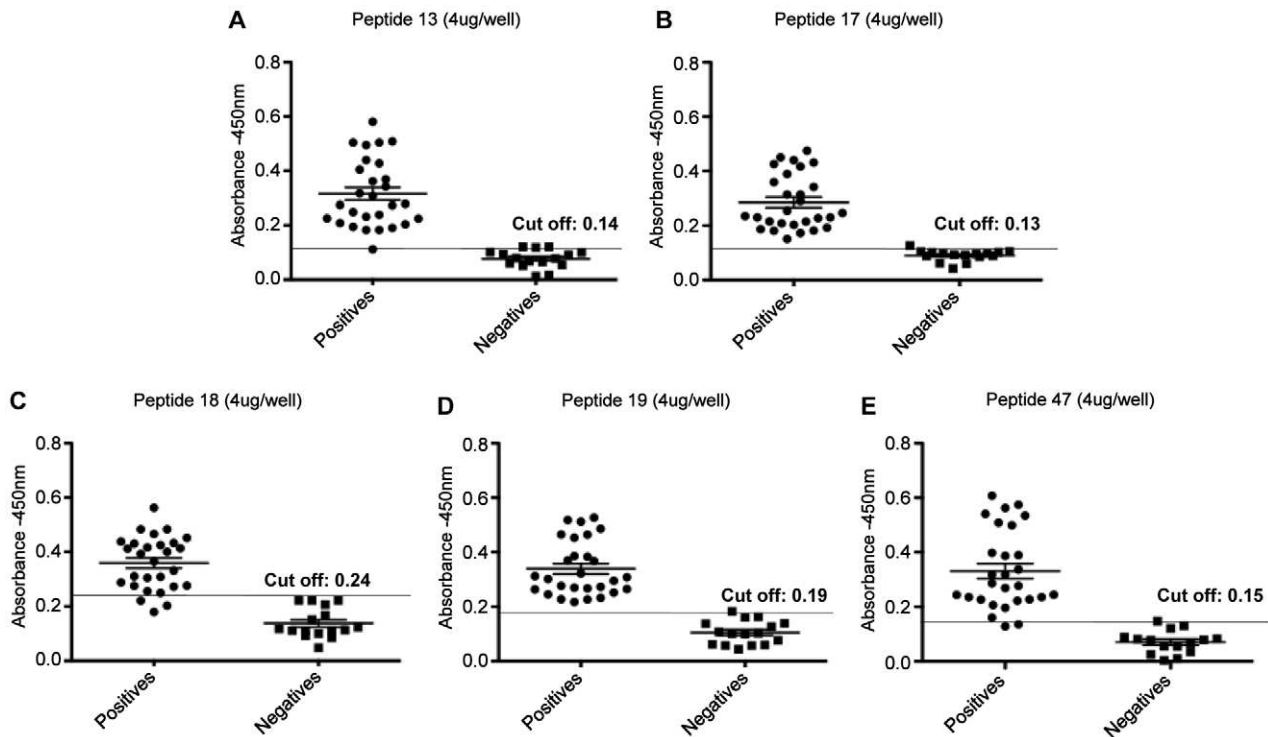 A
Peptide 13 (4ug/well)
Absorbance -450nm
0.8
0.6
0.4
0.2
0.0
Cut off: 0.14
Positives
Negatives
B
Peptide 17 (4ug/well)
Absorbance -450nm
0.8
0.6
0.4
0.2
0.0
Cut off: 0.13
Positives
Negatives
C
Peptide 18 (4ug/well)
Absorbance -450nm
0.8
0.6
0.4
0.2
0.0
Cut off: 0.24
Positives
Negatives
D
Peptide 19 (4ug/well)
Absorbance -450nm
0.8
0.6
0.4
0.2
0.0
Cut off: 0.19
Positives
Negatives
E
Peptide 47 (4ug/well)
Absorbance -450nm
0.8
0.6
0.4
0.2
0.0
Cut off: 0.15
Positives
Negatives